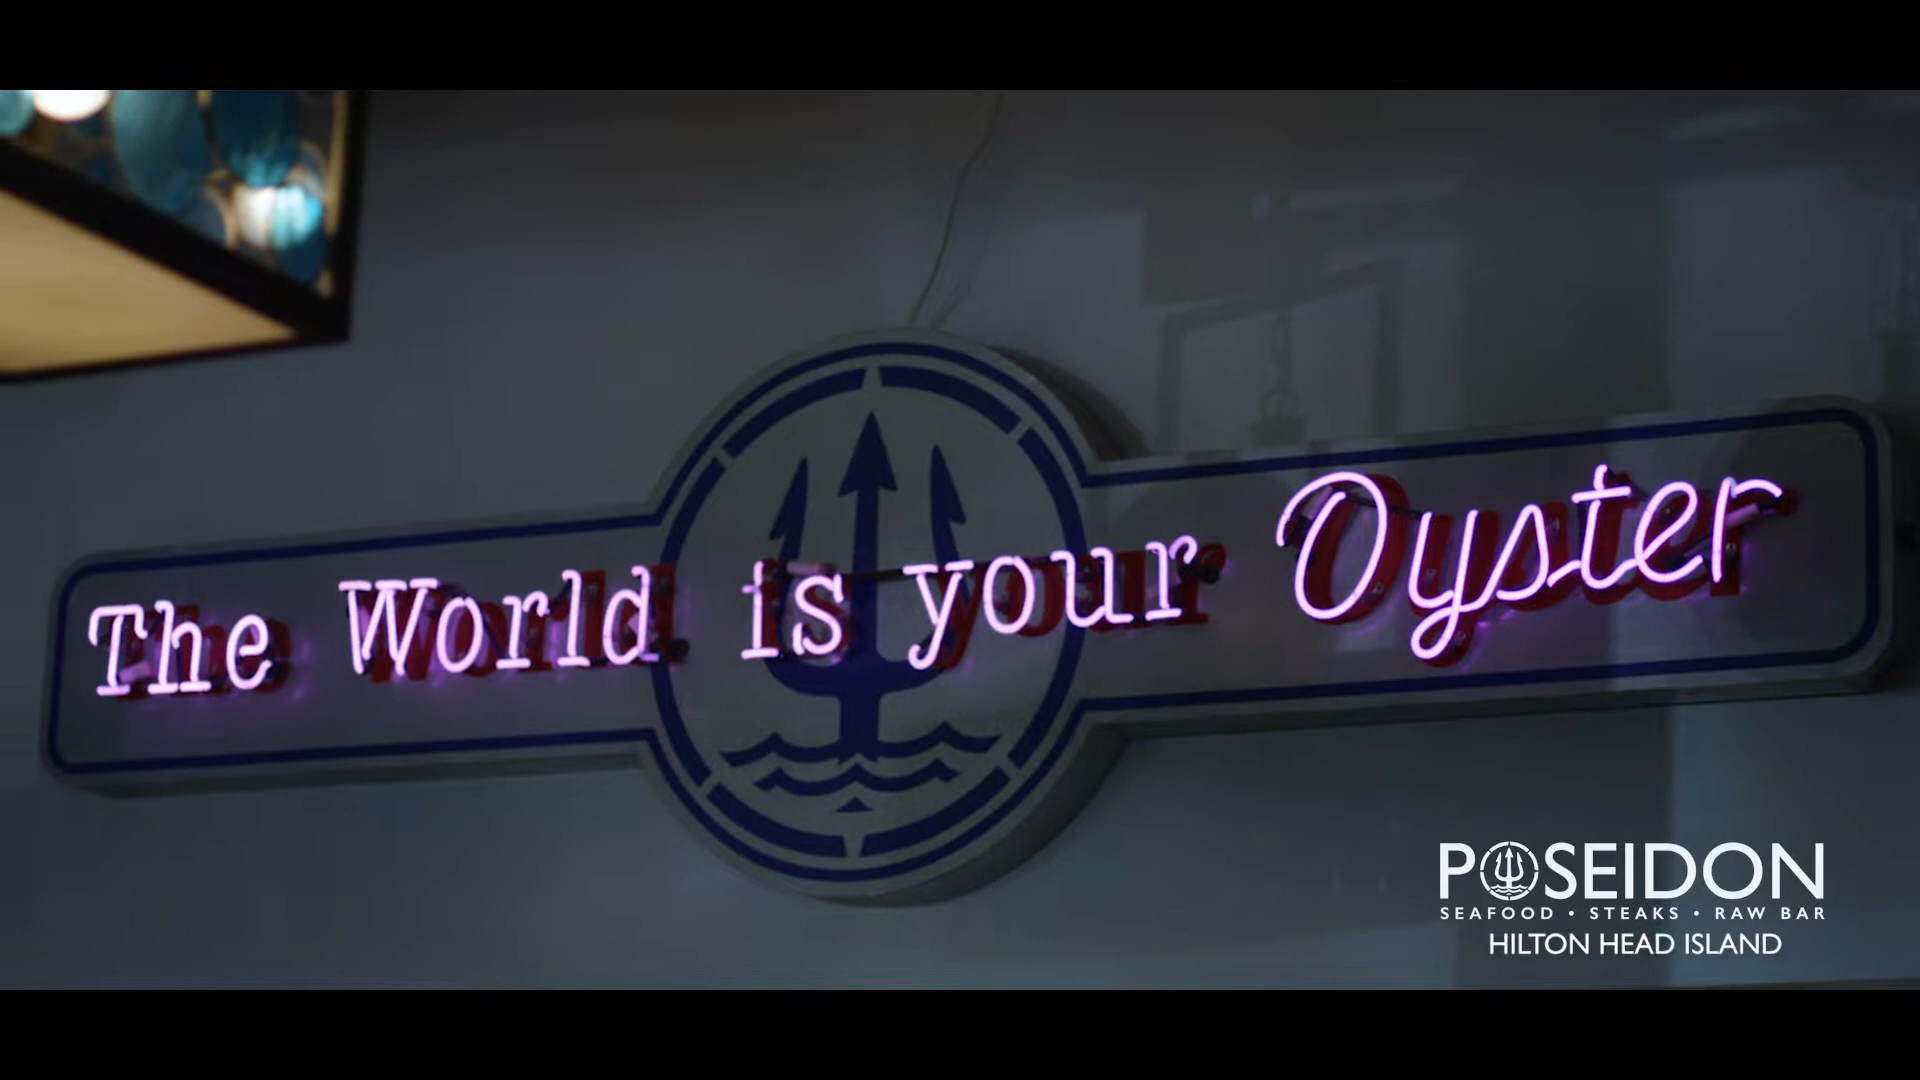 The World is your Oyster
POSEIDON
SEAFOOD • STEAKS • RAW BAR
HILTON HEAD ISLAND